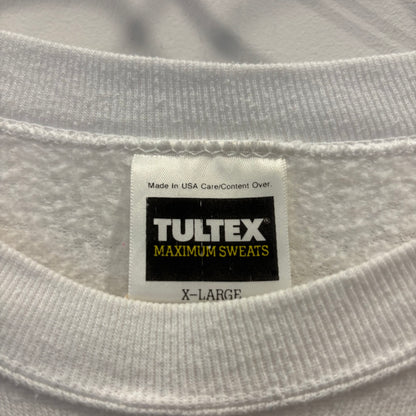 Made In USA Care/Content Over.
TULTEX
MAXIMUM SWEATS
X-LARGE